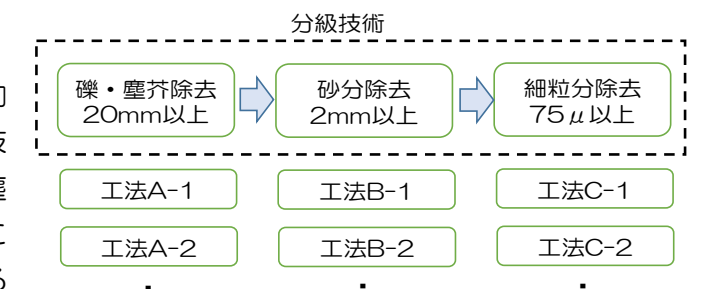 分級技術
礫・塵芥除去
20mm以上
砂分除去
2mm以上
細粒分除去
75μ以上
工法A-1
工法B-1
工法C-1
工法A-2
工法B-2
工法C-2
る